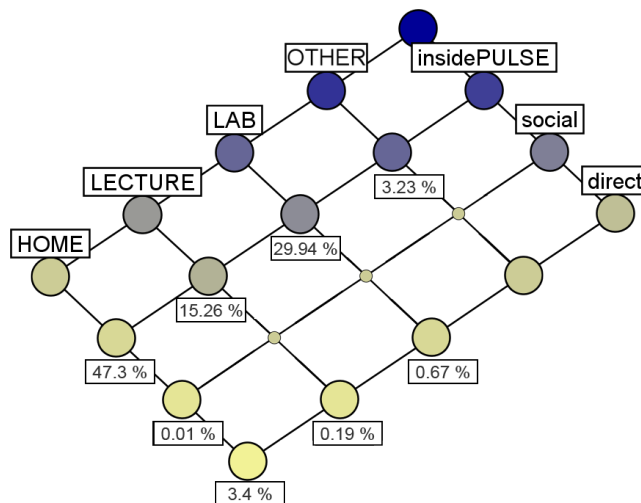 OTHER
insidePULSE
LAB
social
LECTURE
3.23 %
direct
HOME
29.94 %
15.26 %
47.3 %
0.67 %
0.01 %
0.19 %
3.4 %